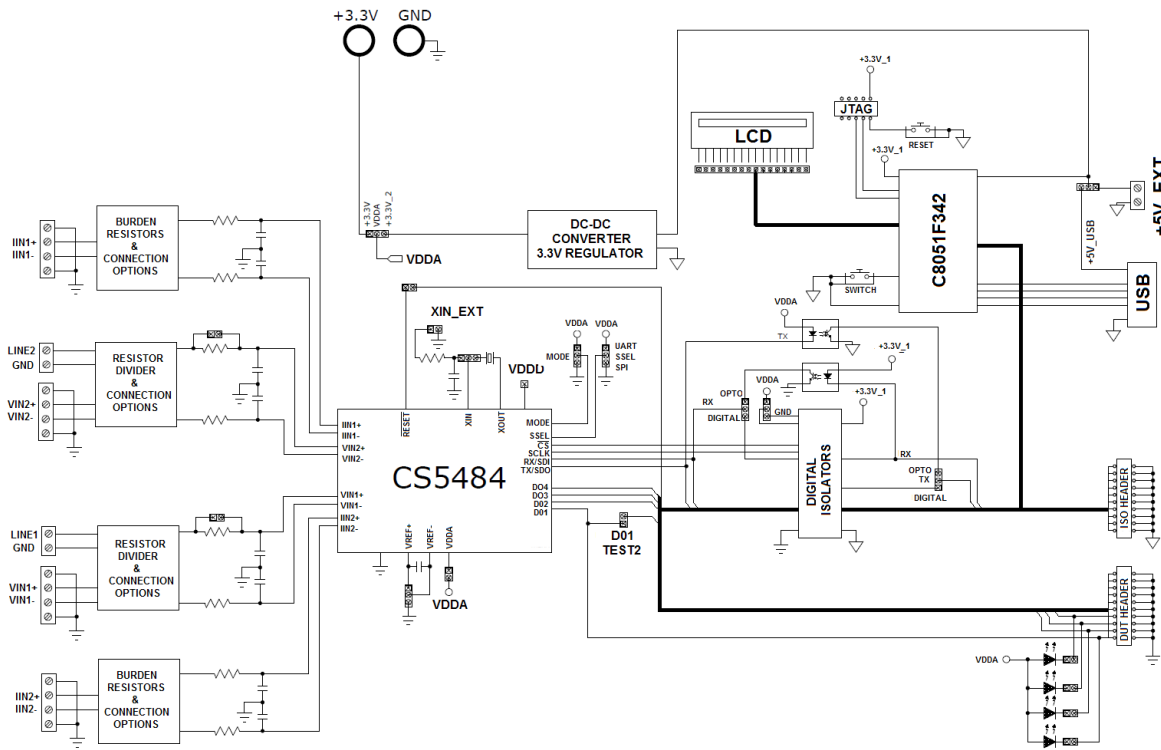 +3.3V GND
+3.3V_1
JTAG
RESET
LCD
+3.3V_1
C8051F342
+5V_EXT
+5V_USB
USB
SWITCH
+3.3V
VDDA
+3.3V_2
VDDA
DC-DC
CONVERTER
3.3V REGULATOR
IIN1+
IIN1-
BURDEN
RESISTORS
&
CONNECTION
OPTIONS
LINE2
GND
VIN2+
VIN2-
RESISTOR
DIVIDER
&
CONNECTION
OPTIONS
LINE1
GND
VIN1+
VIN1-
RESISTOR
DIVIDER
&
CONNECTION
OPTIONS
IIN2+
IIN2-
BURDEN
RESISTORS
&
CONNECTION
OPTIONS
XIN_EXT
VDDD
VDDA
MODE
VDDA
UART
SSEL
SPI
CS5484
RESET
XIN
XOUT
IIN1+
IIN1-
VIN2+
VIN2-
VIN1+
VIN1-
IIN2+
IIN2-
MODE
SSEL
CS
SCLK
RX/SDI
TX/SDO
DO4
DO3
D02
D01
VREF+
VREF-
VDDA
VDDA
D01
TEST2
VDDA
TX
+3.3V_1
RX
OPTO
DIGITAL
VDDA
GND
+3.3V_1
DIGITAL
ISOLATORS
RX
OPTO
TX
DIGITAL
ISO HEADER
DUT HEADER
VDDA